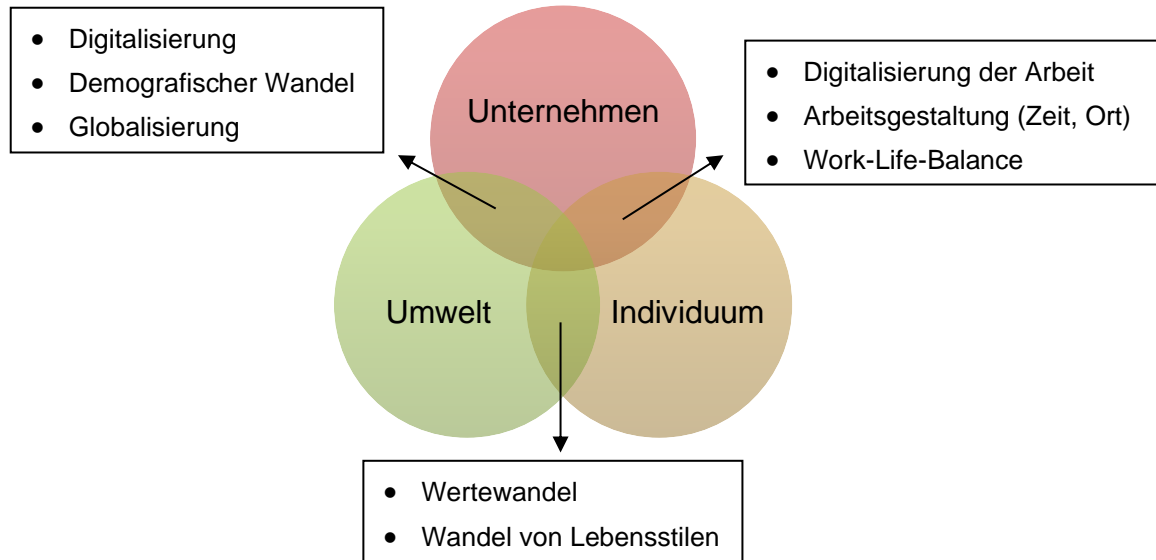 • Digitalisierung
• Demografischer Wandel
• Globalisierung
Unternehmen
• Digitalisierung der Arbeit
• Arbeitsgestaltung (Zeit, Ort)
• Work-Life-Balance
Umwelt
Individuum
• Wertewandel
• Wandel von Lebensstilen